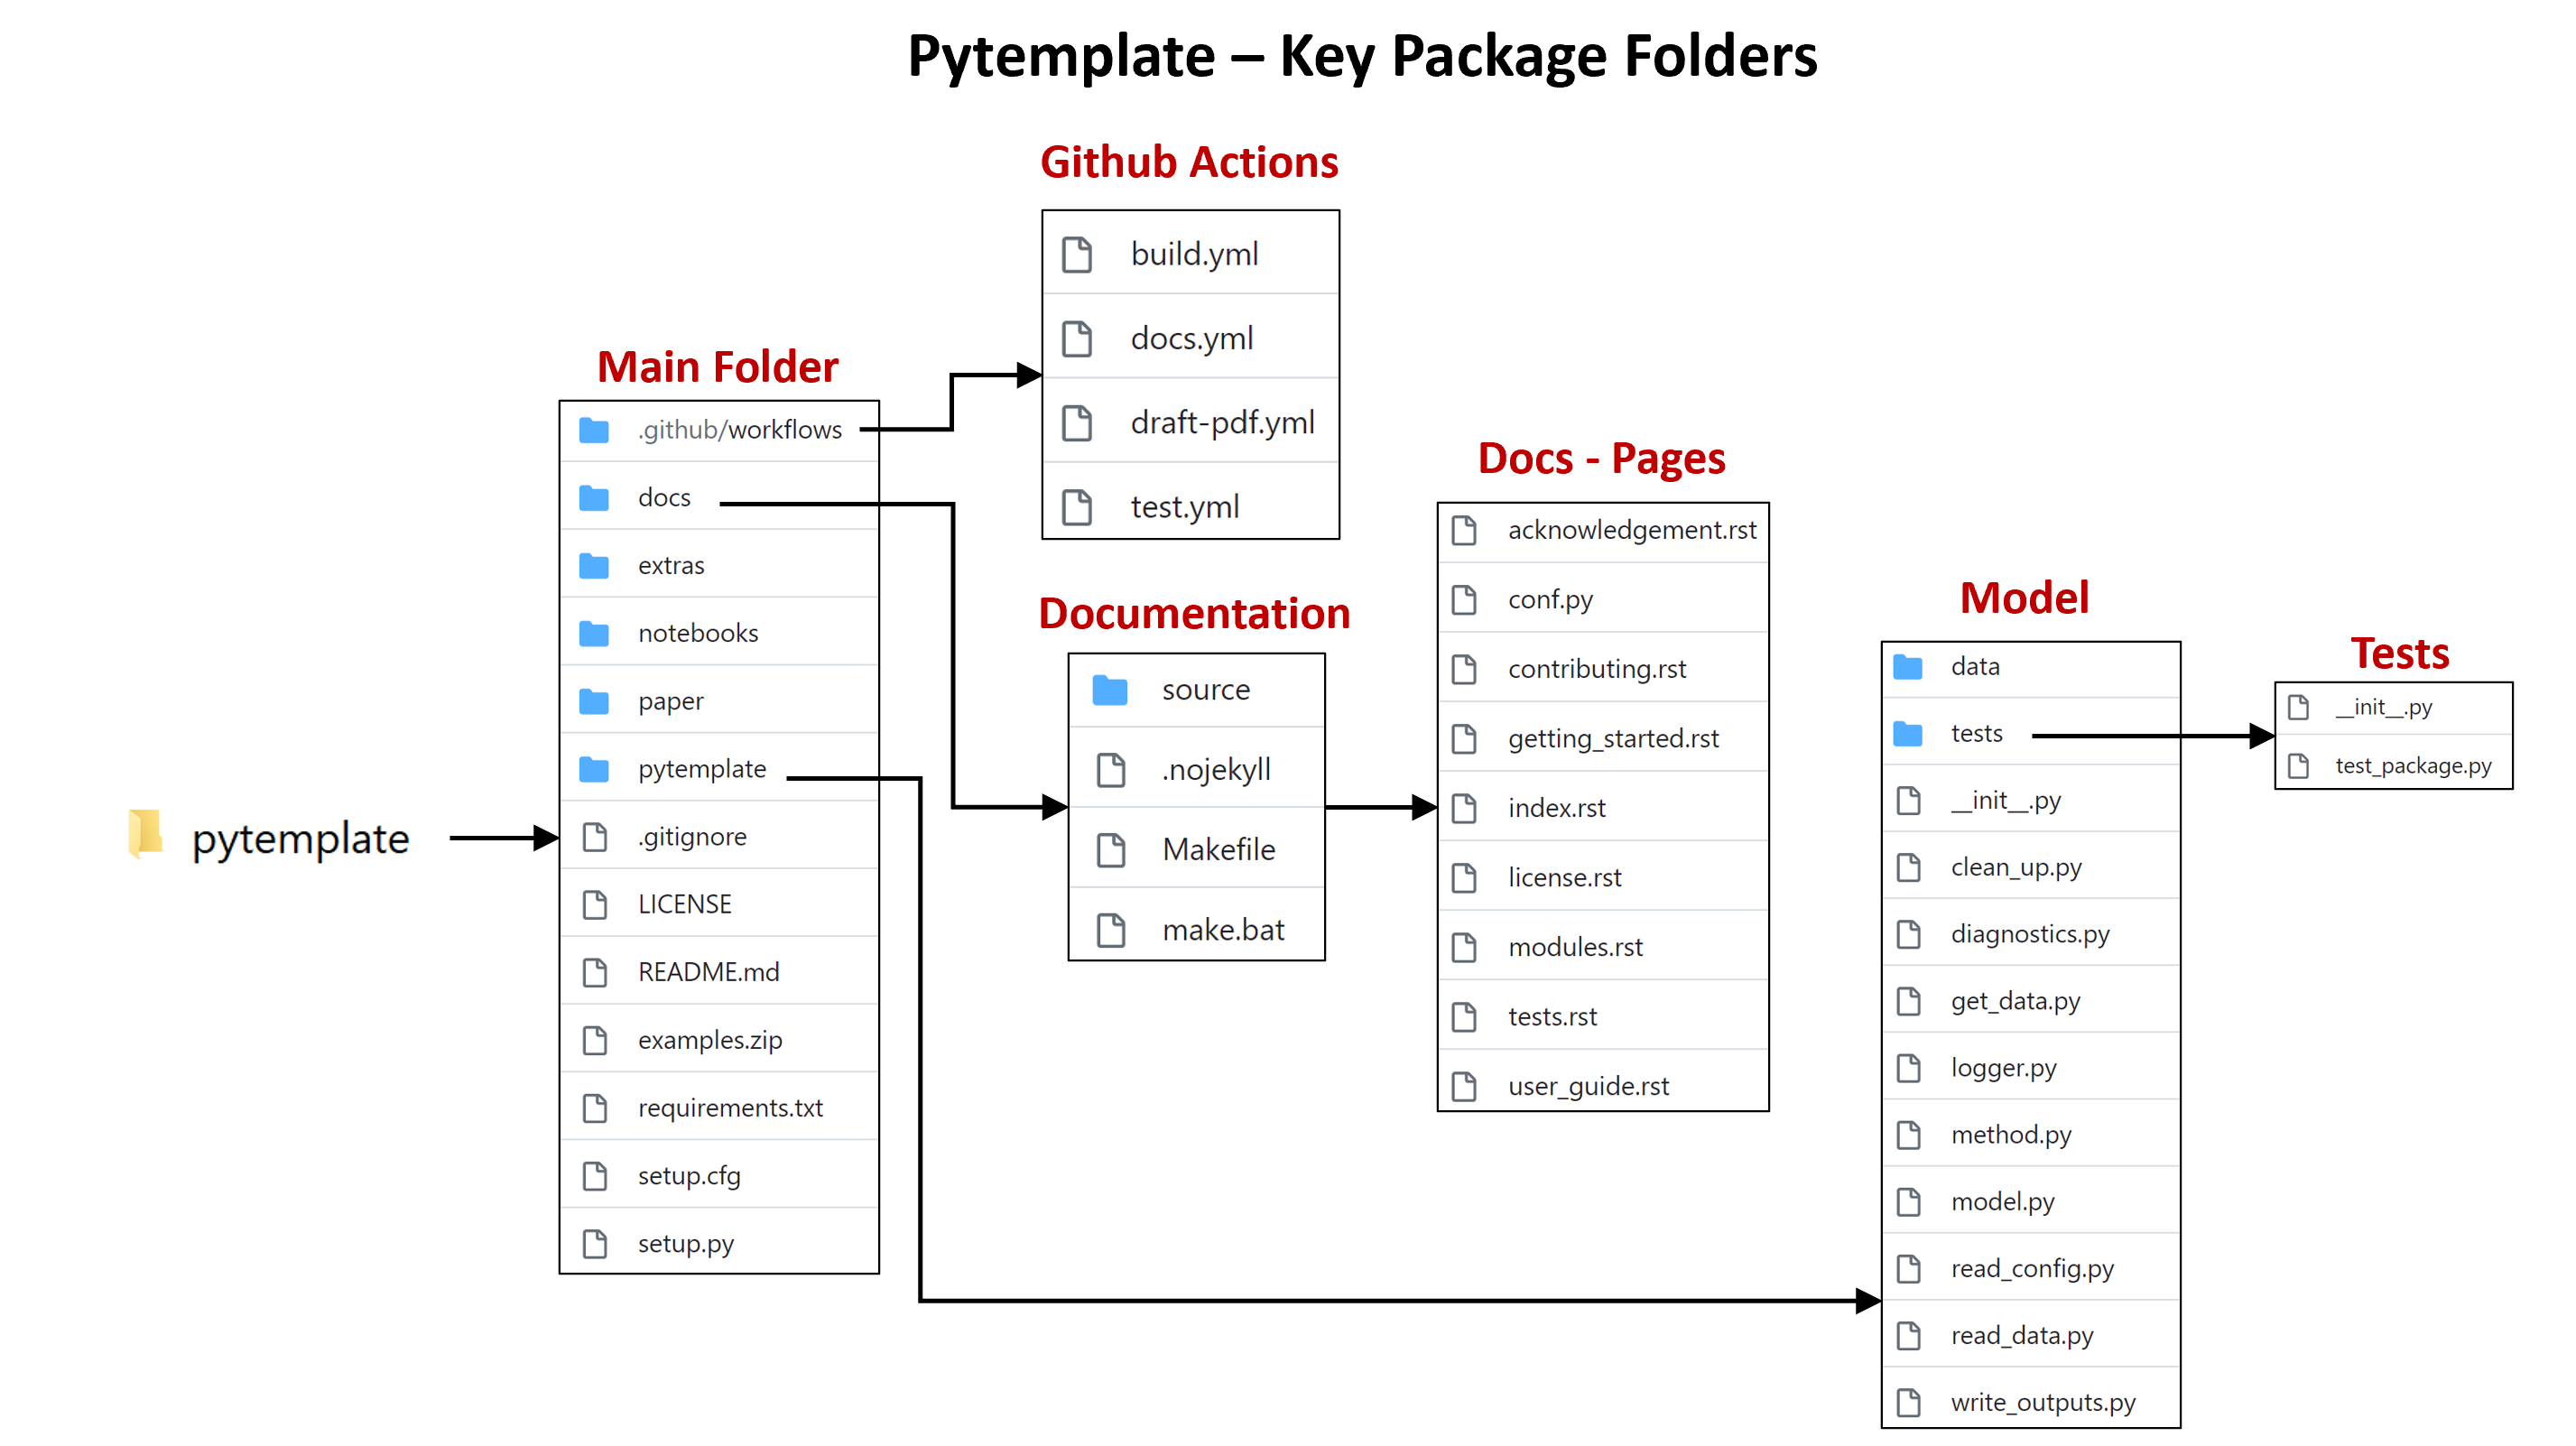 Pytemplate – Key Package Folders
Github Actions
build.yml
docs.yml
draft-pdf.yml
test.yml
Main Folder
.github/workflows
docs
extras
notebooks
paper
pytemplate
.gitignore
LICENSE
README.md
examples.zip
requirements.txt
setup.cfg
setup.py
pytemplate
Documentation
source
.nojekyll
Makefile
make.bat
Docs - Pages
acknowledgement.rst
conf.py
contributing.rst
getting_started.rst
index.rst
license.rst
modules.rst
tests.rst
user_guide.rst
Model
data
tests
__init__.py
clean_up.py
diagnostics.py
get_data.py
logger.py
method.py
model.py
read_config.py
read_data.py
write_outputs.py
Tests
__init__.py
test_package.py